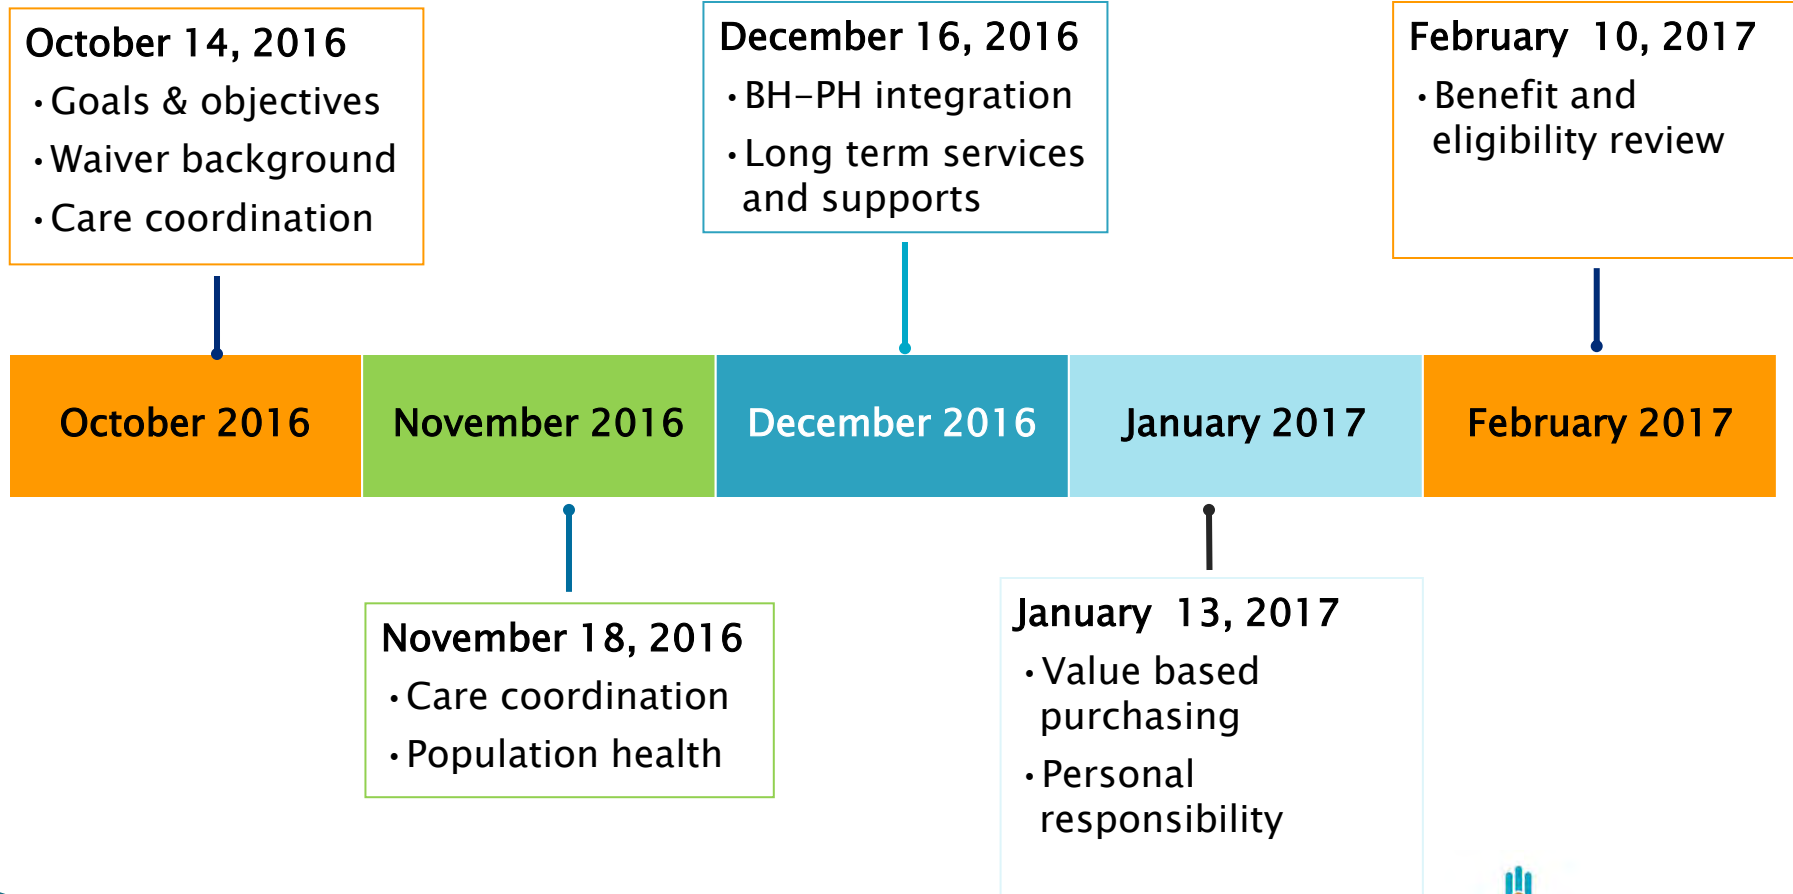 October 14, 2016
•Goals & objectives
•Waiver background
•Care coordination
December 16, 2016
•BH-PH integration
•Long term services
and supports
February 10, 2017
•Benefit and
eligibility review
October 2016
November 2016
December 2016
January 2017
February 2017
November 18, 2016
•Care coordination
•Population health
January 13, 2017
•Value based
purchasing
•Personal
responsibility